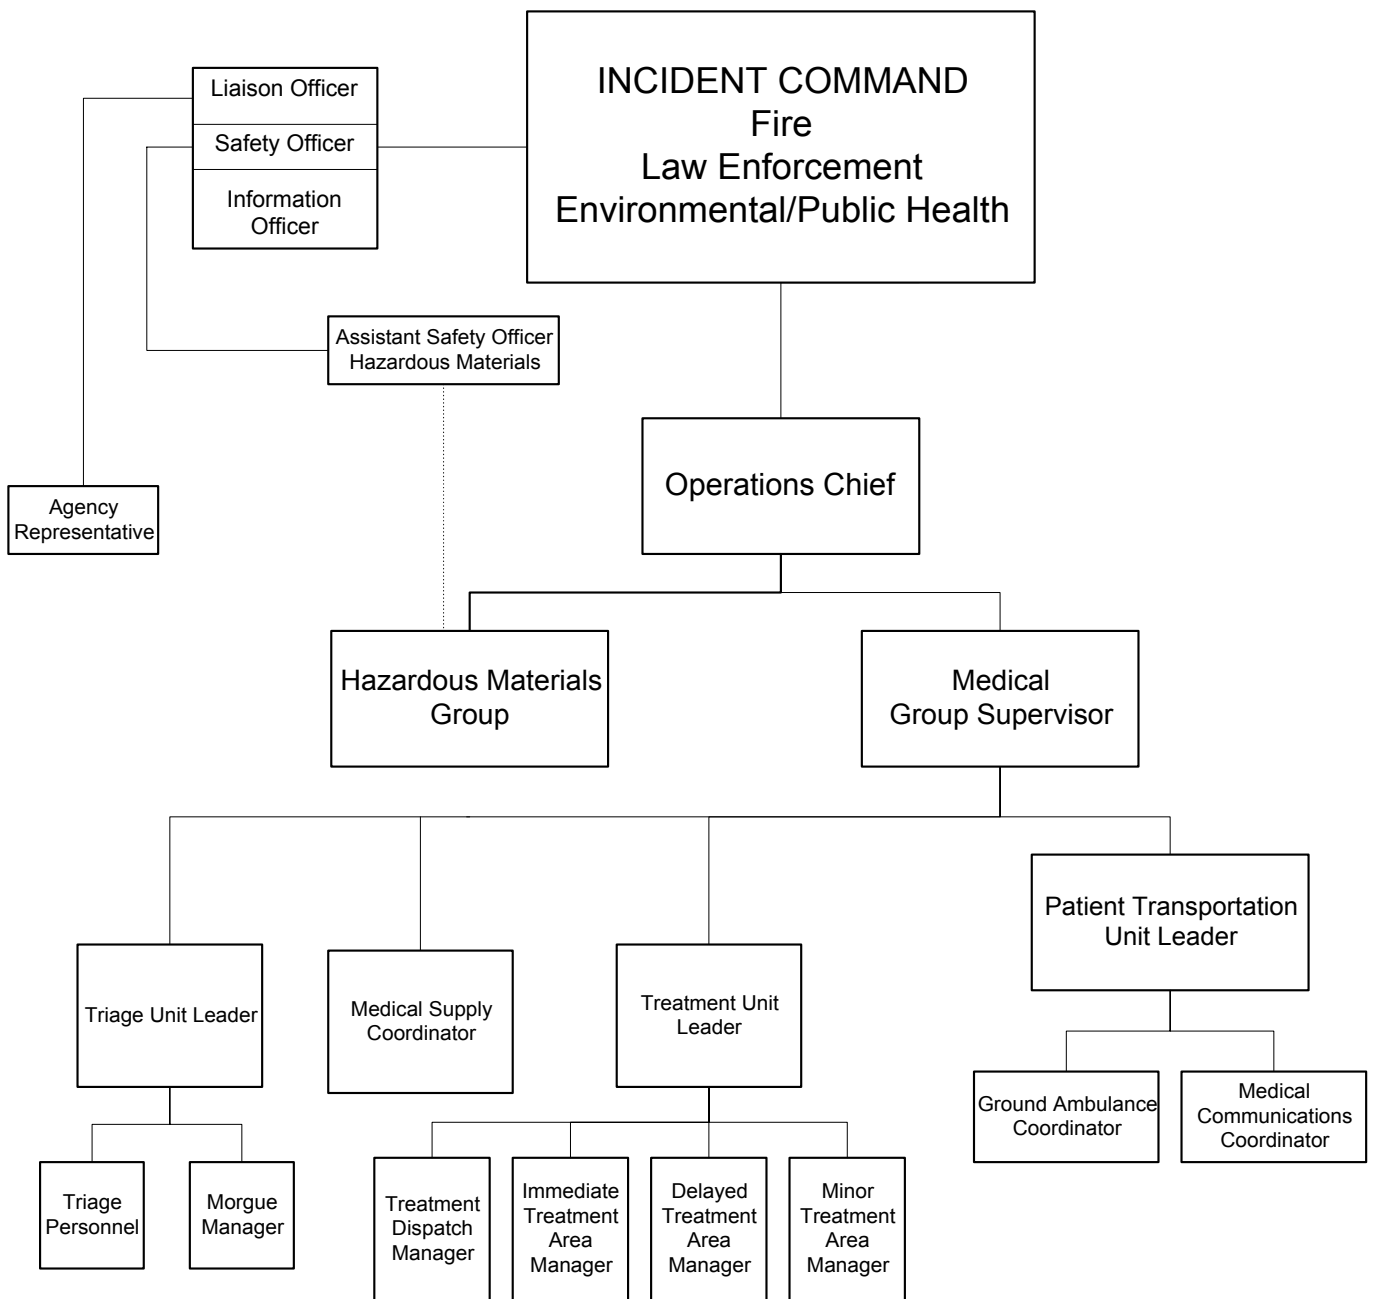 INCIDENT COMMAND
Fire
Law Enforcement
Environmental/Public Health
Liaison Officer
Safety Officer
Information
Officer
Assistant Safety Officer
Hazardous Materials
Operations Chief
Agency
Representative
Hazardous Materials
Group
Medical
Group Supervisor
Patient Transportation
Unit Leader
Triage Unit Leader
Medical Supply
Coordinator
Treatment Unit
Leader
Ground Ambulance
Coordinator
Medical
Communications
Coordinator
Triage
Personnel
Morgue
Manager
Treatment
Dispatch
Manager
Immediate
Treatment
Area
Manager
Delayed
Treatment
Area
Manager
Minor
Treatment
Area
Manager